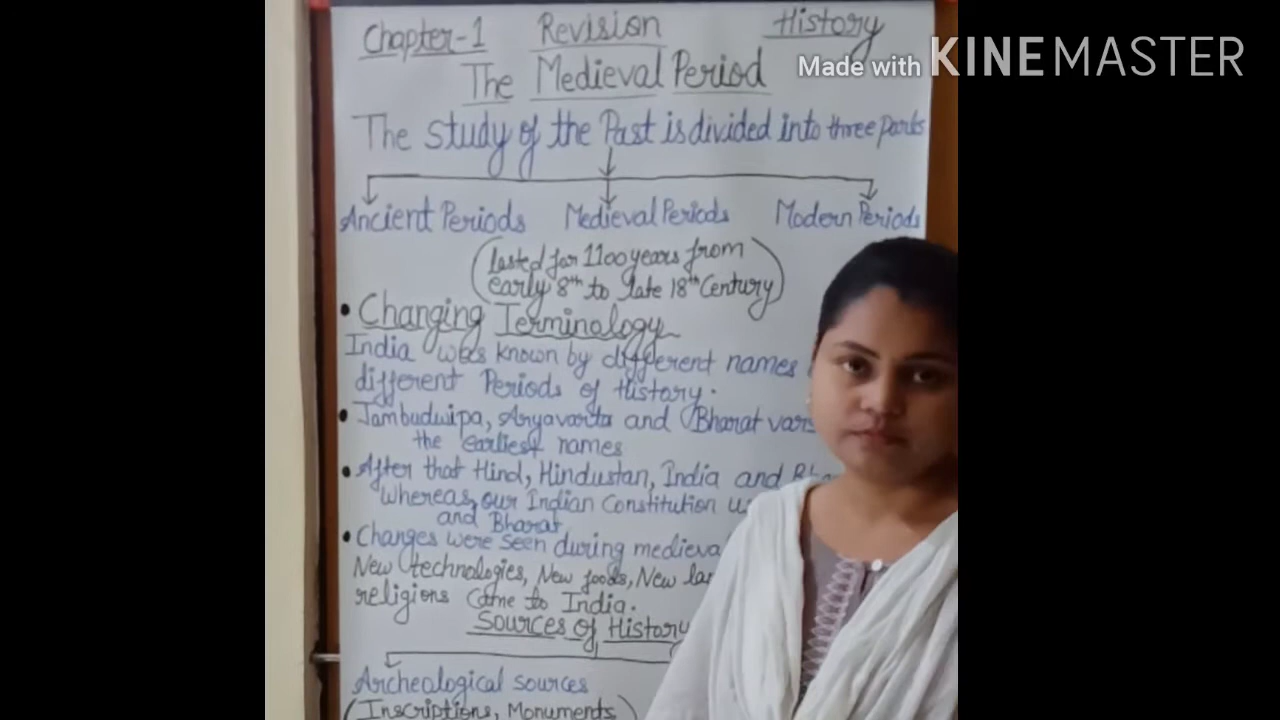 Chapter-1 Revision History
Made with KINEMASTER
The Medieval Period
The study of the Past is divided into three parts
Ancient Periods Medieval Periods Modern Periods
(lasted for 1100 years from
early 8th to late 18th Century)
• Changing Terminology
India was known by different names
different Periods of History.
• Jambudwipa, Aryavarta and Bharat
the earliest names
• After that Hind, Hindustan, India and
whereas, our Indian Constitution
and Bharat
• Changes were seen during
New technologies, New foods, New
religions Came to India.
Sources of History
Archeological sources
(Inscriptions, Monuments)